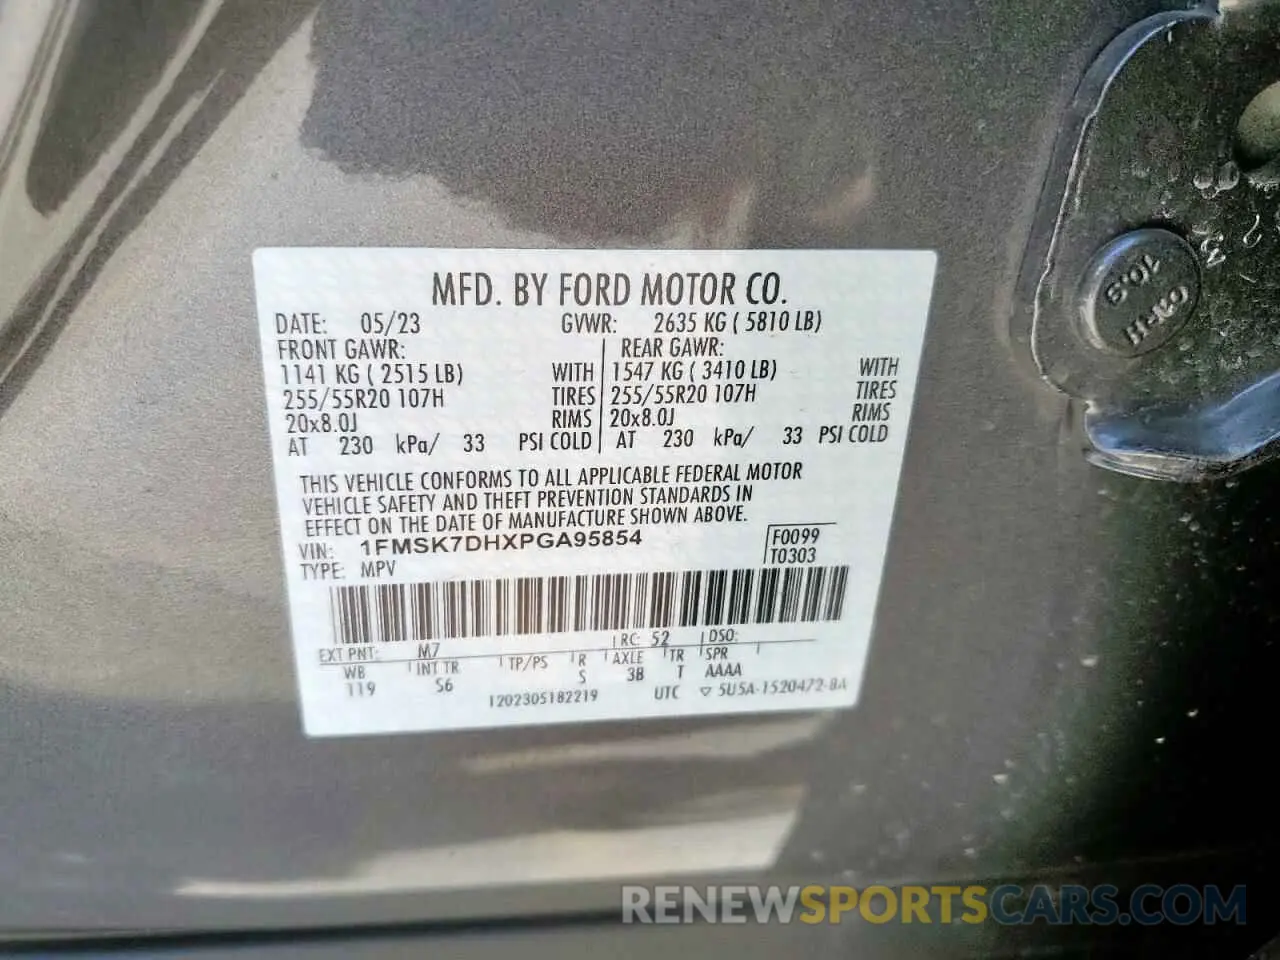 MFD. BY FORD MOTOR CO.
DATE: 05/23 GVWR: 2635 KG ( 5810 LB)
FRONT GAWR: REAR GAWR:
1141 KG ( 2515 LB) WITH 1547 KG ( 3410 LB) WITH
255/55R20 107H TIRES 255/55R20 107H TIRES
20x8.0J RIMS 20x8.0J RIMS
AT 230 kPa/ 33 PSI COLD AT 230 kPa/ 33 PSI COLD
THIS VEHICLE CONFORMS TO ALL APPLICABLE FEDERAL MOTOR
VEHICLE SAFETY AND THEFT PREVENTION STANDARDS IN
EFFECT ON THE DATE OF MANUFACTURE SHOWN ABOVE.
VIN: 1FMSK7DHXPGA95854 F0099
TYPE: MPV T0303
EXT PNT: M7 RC: 52 DSO:
WB INT TR TP/PS R AXLE TR SPR
119 S6 S 3B T AAAA
1202305182219 UTC ▽ 5U5A-1520472-BA
10.9
RENEWSPORTSCARS.COM